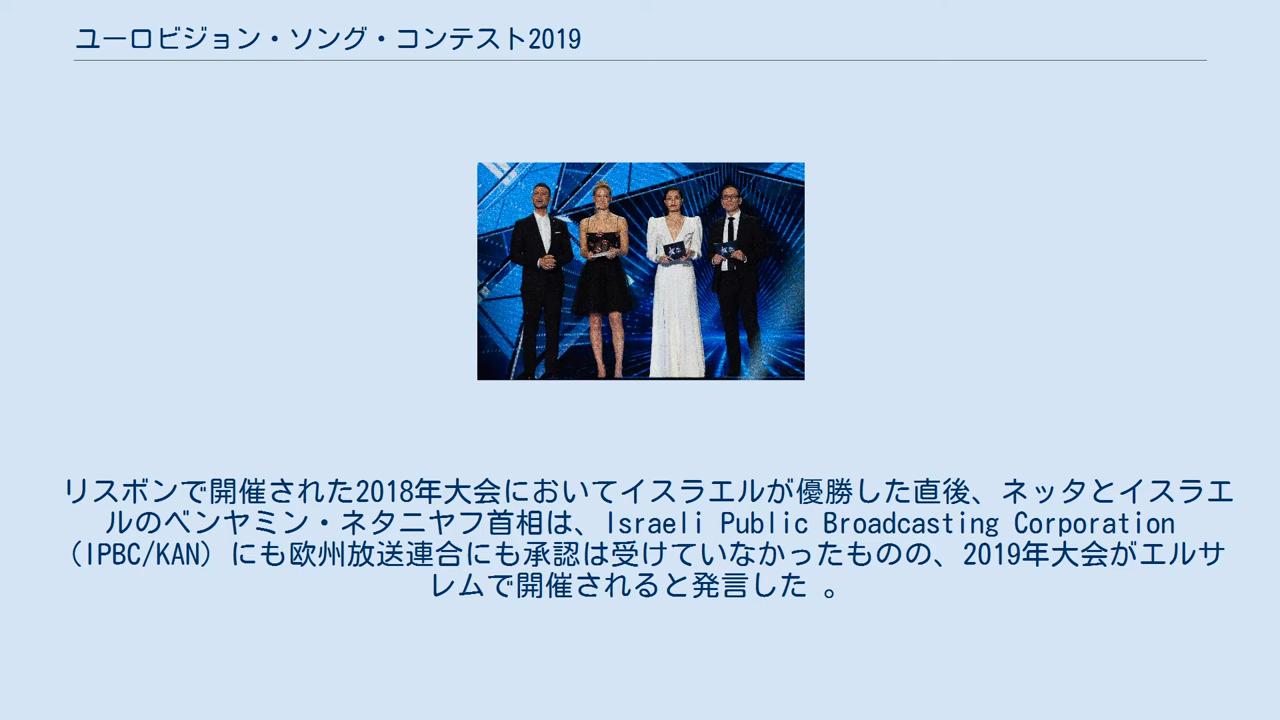 ユーロビジョン・ソング・コンテスト2019
リスボンで開催された2018年大会においてイスラエルが優勝した直後、ネッタとイスラエ
ルのベンヤミン・ネタニヤフ首相は、Israeli Public Broadcasting Corporation
（IPBC/KAN）にも欧州放送連合にも承認は受けていなかったものの、2019年大会がエルサ
レムで開催されると発言した 。